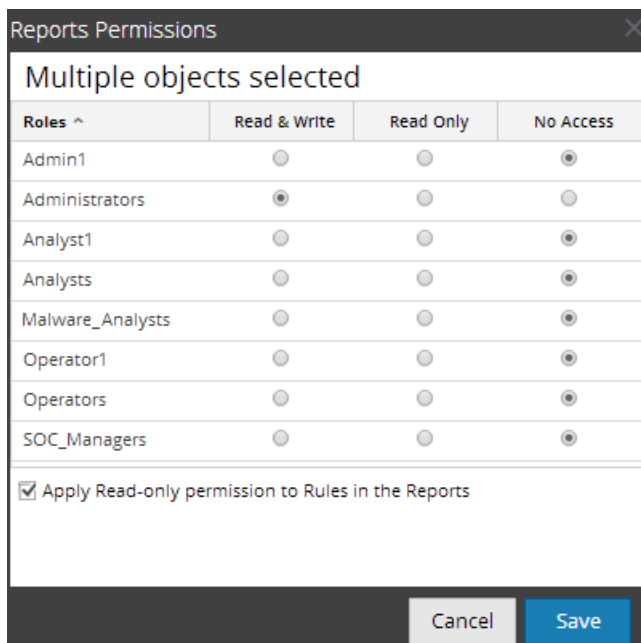 Reports Permissions
Multiple objects selected
Roles Read & Write Read Only No Access
Admin1
Administrators
Analyst1
Analysts
Malware_Analysts
Operator1
Operators
SOC_Managers
Apply Read-only permission to Rules in the Reports
Cancel Save